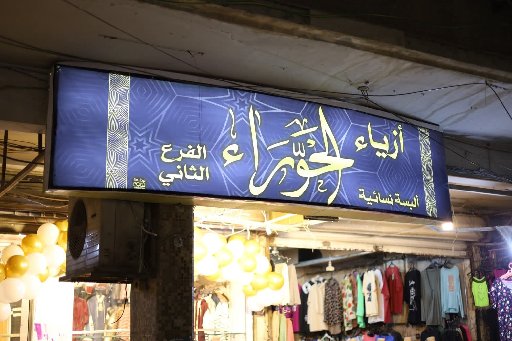 أزياء الحوراء
الفرع
الثاني
ألبسة نسائية